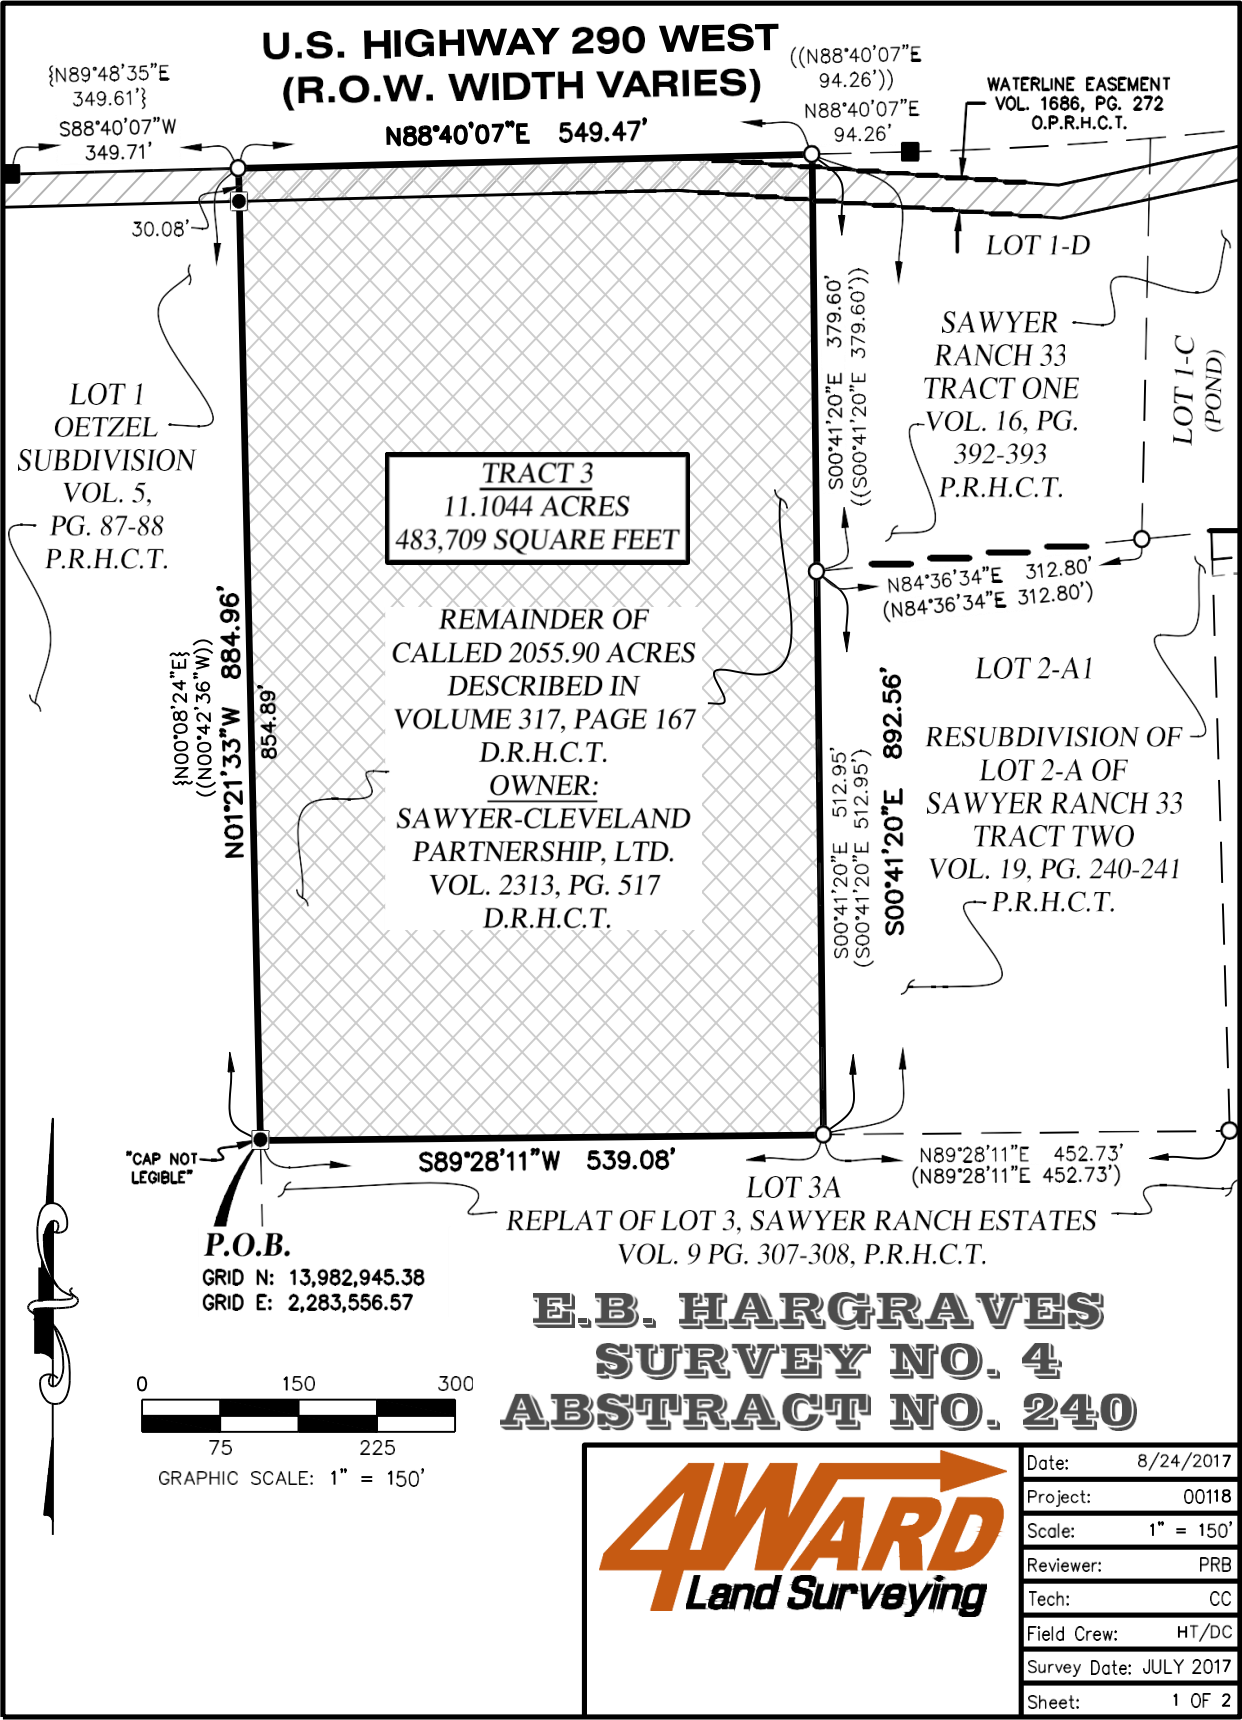 U.S. HIGHWAY 290 WEST
(R.O.W. WIDTH VARIES)
N88°40'07"E 549.47'
{N89°48'35"E
349.61'}
S88°40'07"W
349.71'
((N88°40'07"E
94.26'))
N88°40'07"E
94.26'
WATERLINE EASEMENT
VOL. 1686, PG. 272
O.P.R.H.C.T.
30.08'
LOT 1-D
SAWYER
RANCH 33
TRACT ONE
VOL. 16, PG.
392-393
P.R.H.C.T.
LOT 1-C
(POND)
S00°41'20"E 379.60'
((S00°41'20"E 379.60'))
LOT 1
OETZEL
SUBDIVISION
VOL. 5,
PG. 87-88
P.R.H.C.T.
TRACT 3
11.1044 ACRES
483,709 SQUARE FEET
N84°36'34"E 312.80'
(N84°36'34"E 312.80')
REMAINDER OF
CALLED 2055.90 ACRES
DESCRIBED IN
VOLUME 317, PAGE 167
D.R.H.C.T.
OWNER:
SAWYER-CLEVELAND
PARTNERSHIP, LTD.
VOL. 2313, PG. 517
D.R.H.C.T.
{N00°08'24"E}
((N00°42'36"W))
N01°21'33"W 884.96'
854.89'
S00°41'20"E 512.95'
(S00°41'20"E 512.95')
S00°41'20"E 892.56'
LOT 2-A1
RESUBDIVISION OF
LOT 2-A OF
SAWYER RANCH 33
TRACT TWO
VOL. 19, PG. 240-241
P.R.H.C.T.
"CAP NOT
LEGIBLE"
S89°28'11"W 539.08'
N89°28'11"E 452.73'
(N89°28'11"E 452.73')
LOT 3A
REPLAT OF LOT 3, SAWYER RANCH ESTATES
VOL. 9 PG. 307-308, P.R.H.C.T.
P.O.B.
GRID N: 13,982,945.38
GRID E: 2,283,556.57
E.B. HARGRAVES
SURVEY NO. 4
ABSTRACT NO. 240
0 150 300
75 225
GRAPHIC SCALE: 1" = 150'
4WARD
Land Surveying
Date: 8/24/2017
Project: 00118
Scale: 1" = 150'
Reviewer: PRB
Tech: CC
Field Crew: HT/DC
Survey Date: JULY 2017
Sheet: 1 OF 2